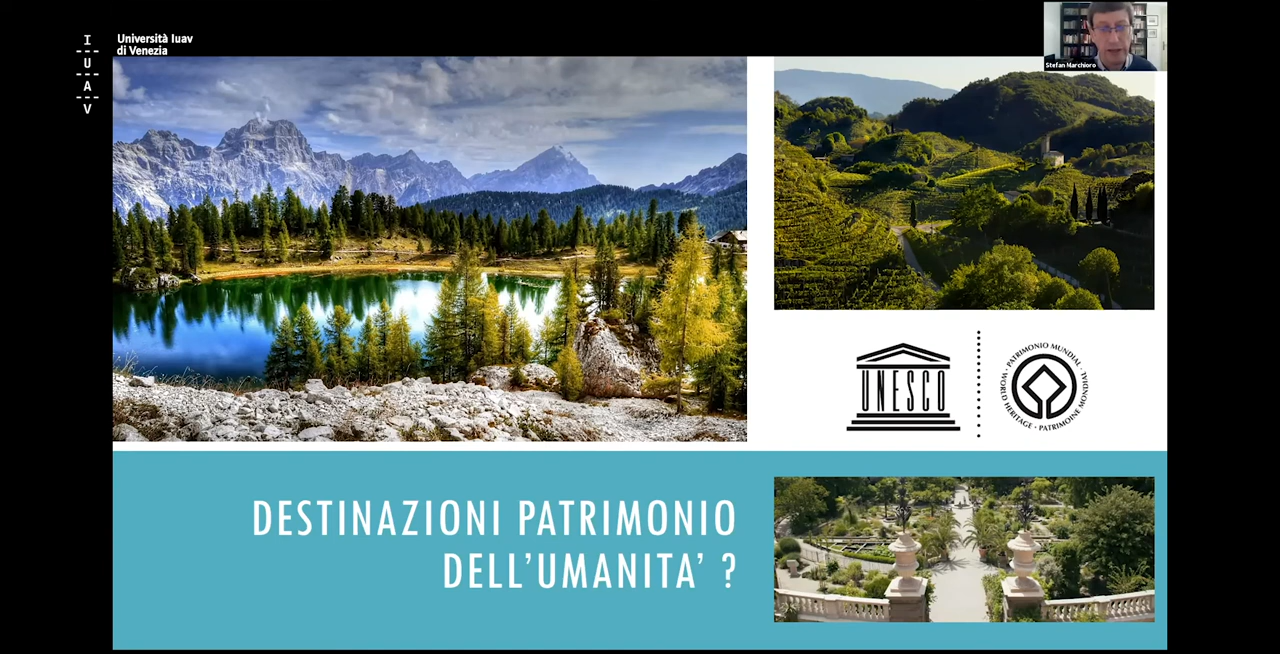 I
U
A
V
Università Iuav
di Venezia
Stefan Marchioro
UNESCO
PATRIMONIO MUNDIAL
WORLD HERITAGE
PATRIMOINE MONDIAL
DESTINAZIONI PATRIMONIO
DELL'UMANITA' ?